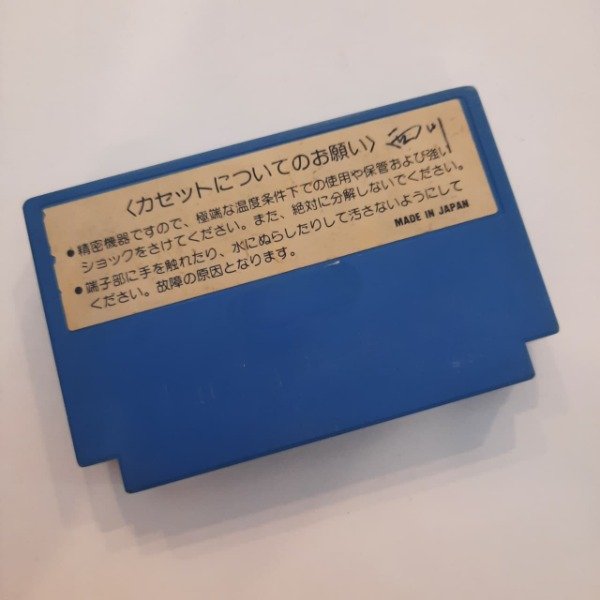 〈カセットについてのお願い〉 西川
●精密機器ですので、極端な温度条件下での使用や保管および強い
ショックをさけてください。また、絶対に分解しないでください。
●端子部に手を触れたり、水にぬらしたりして汚さないようにして
ください。故障の原因となります。
MADE IN JAPAN